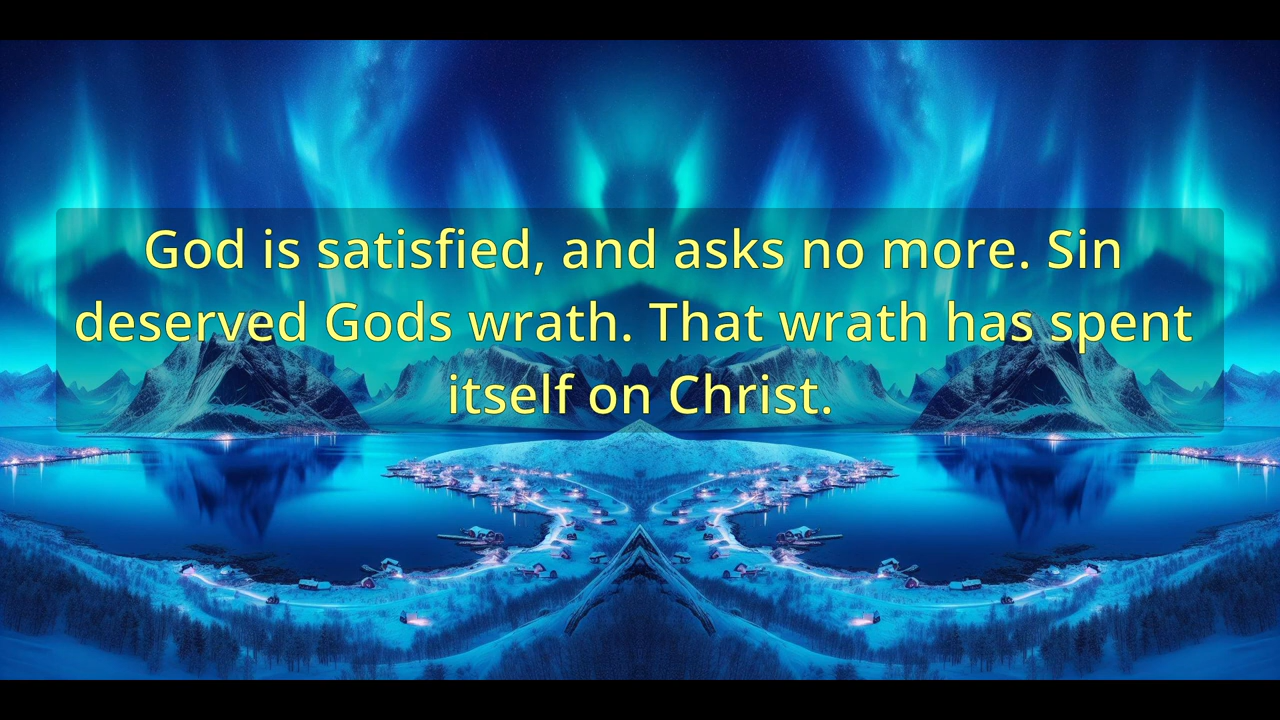 God is satisfied, and asks no more. Sin
deserved Gods wrath. That wrath has spent
itself on Christ.